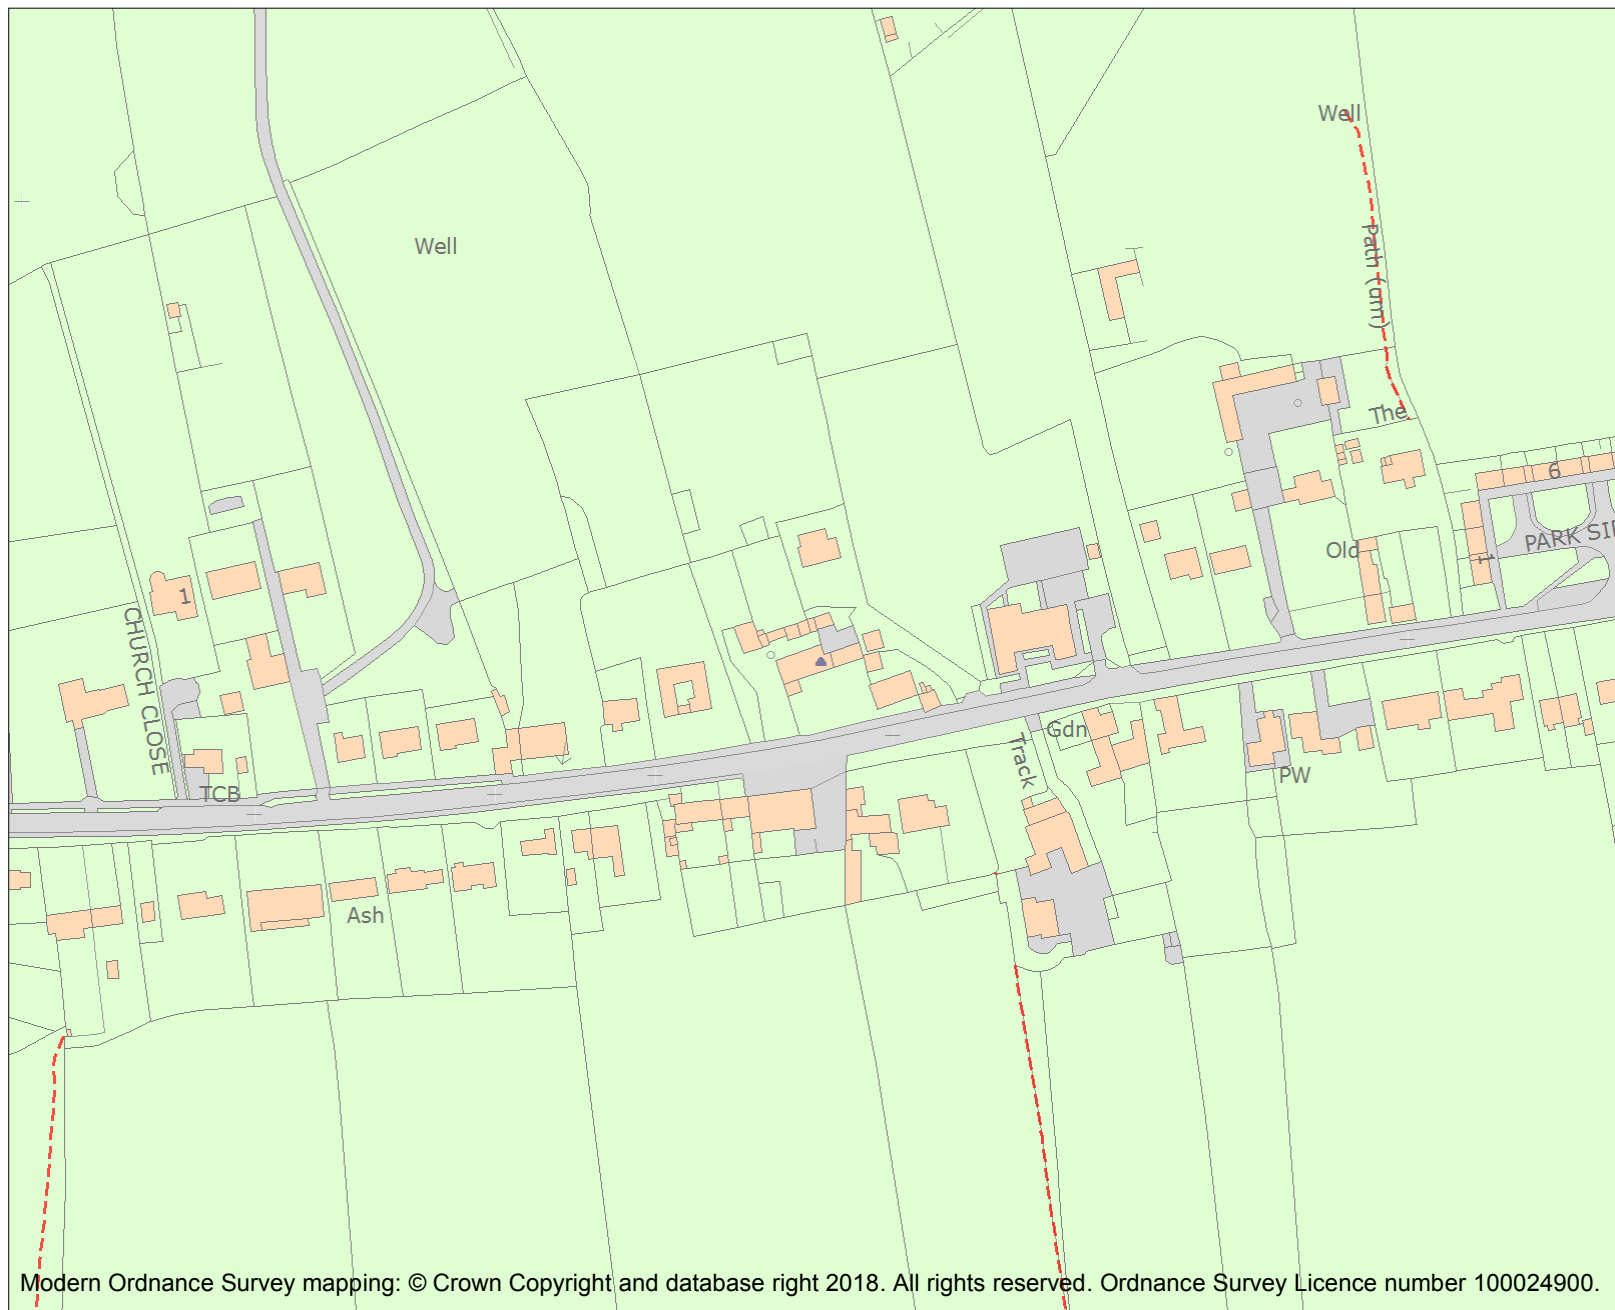 Well
Well
Path (um)
The
6
PARK SI
Old
1
1
CHURCH CLOSE
Gdn
Track
PW
TCB
Ash
Modern Ordnance Survey mapping: © Crown Copyright and database right 2018. All rights reserved. Ordnance Survey Licence number 100024900.